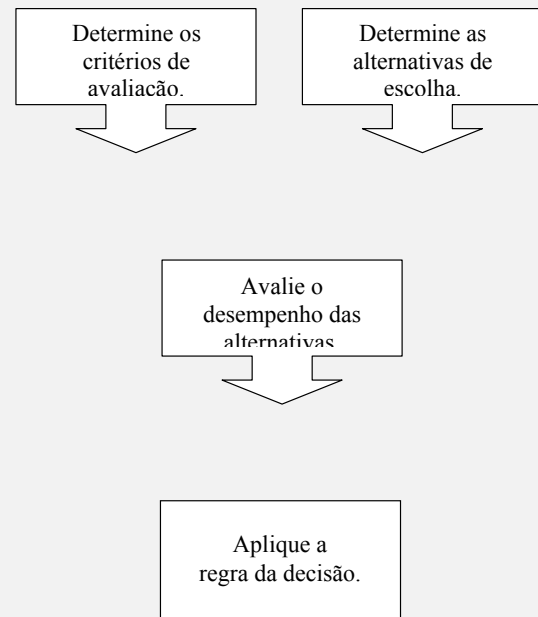 Determine os
critérios de
avaliação.
Determine as
alternativas de
escolha.
Avalie o
desempenho das
alternativas
Aplique a
regra da decisão.